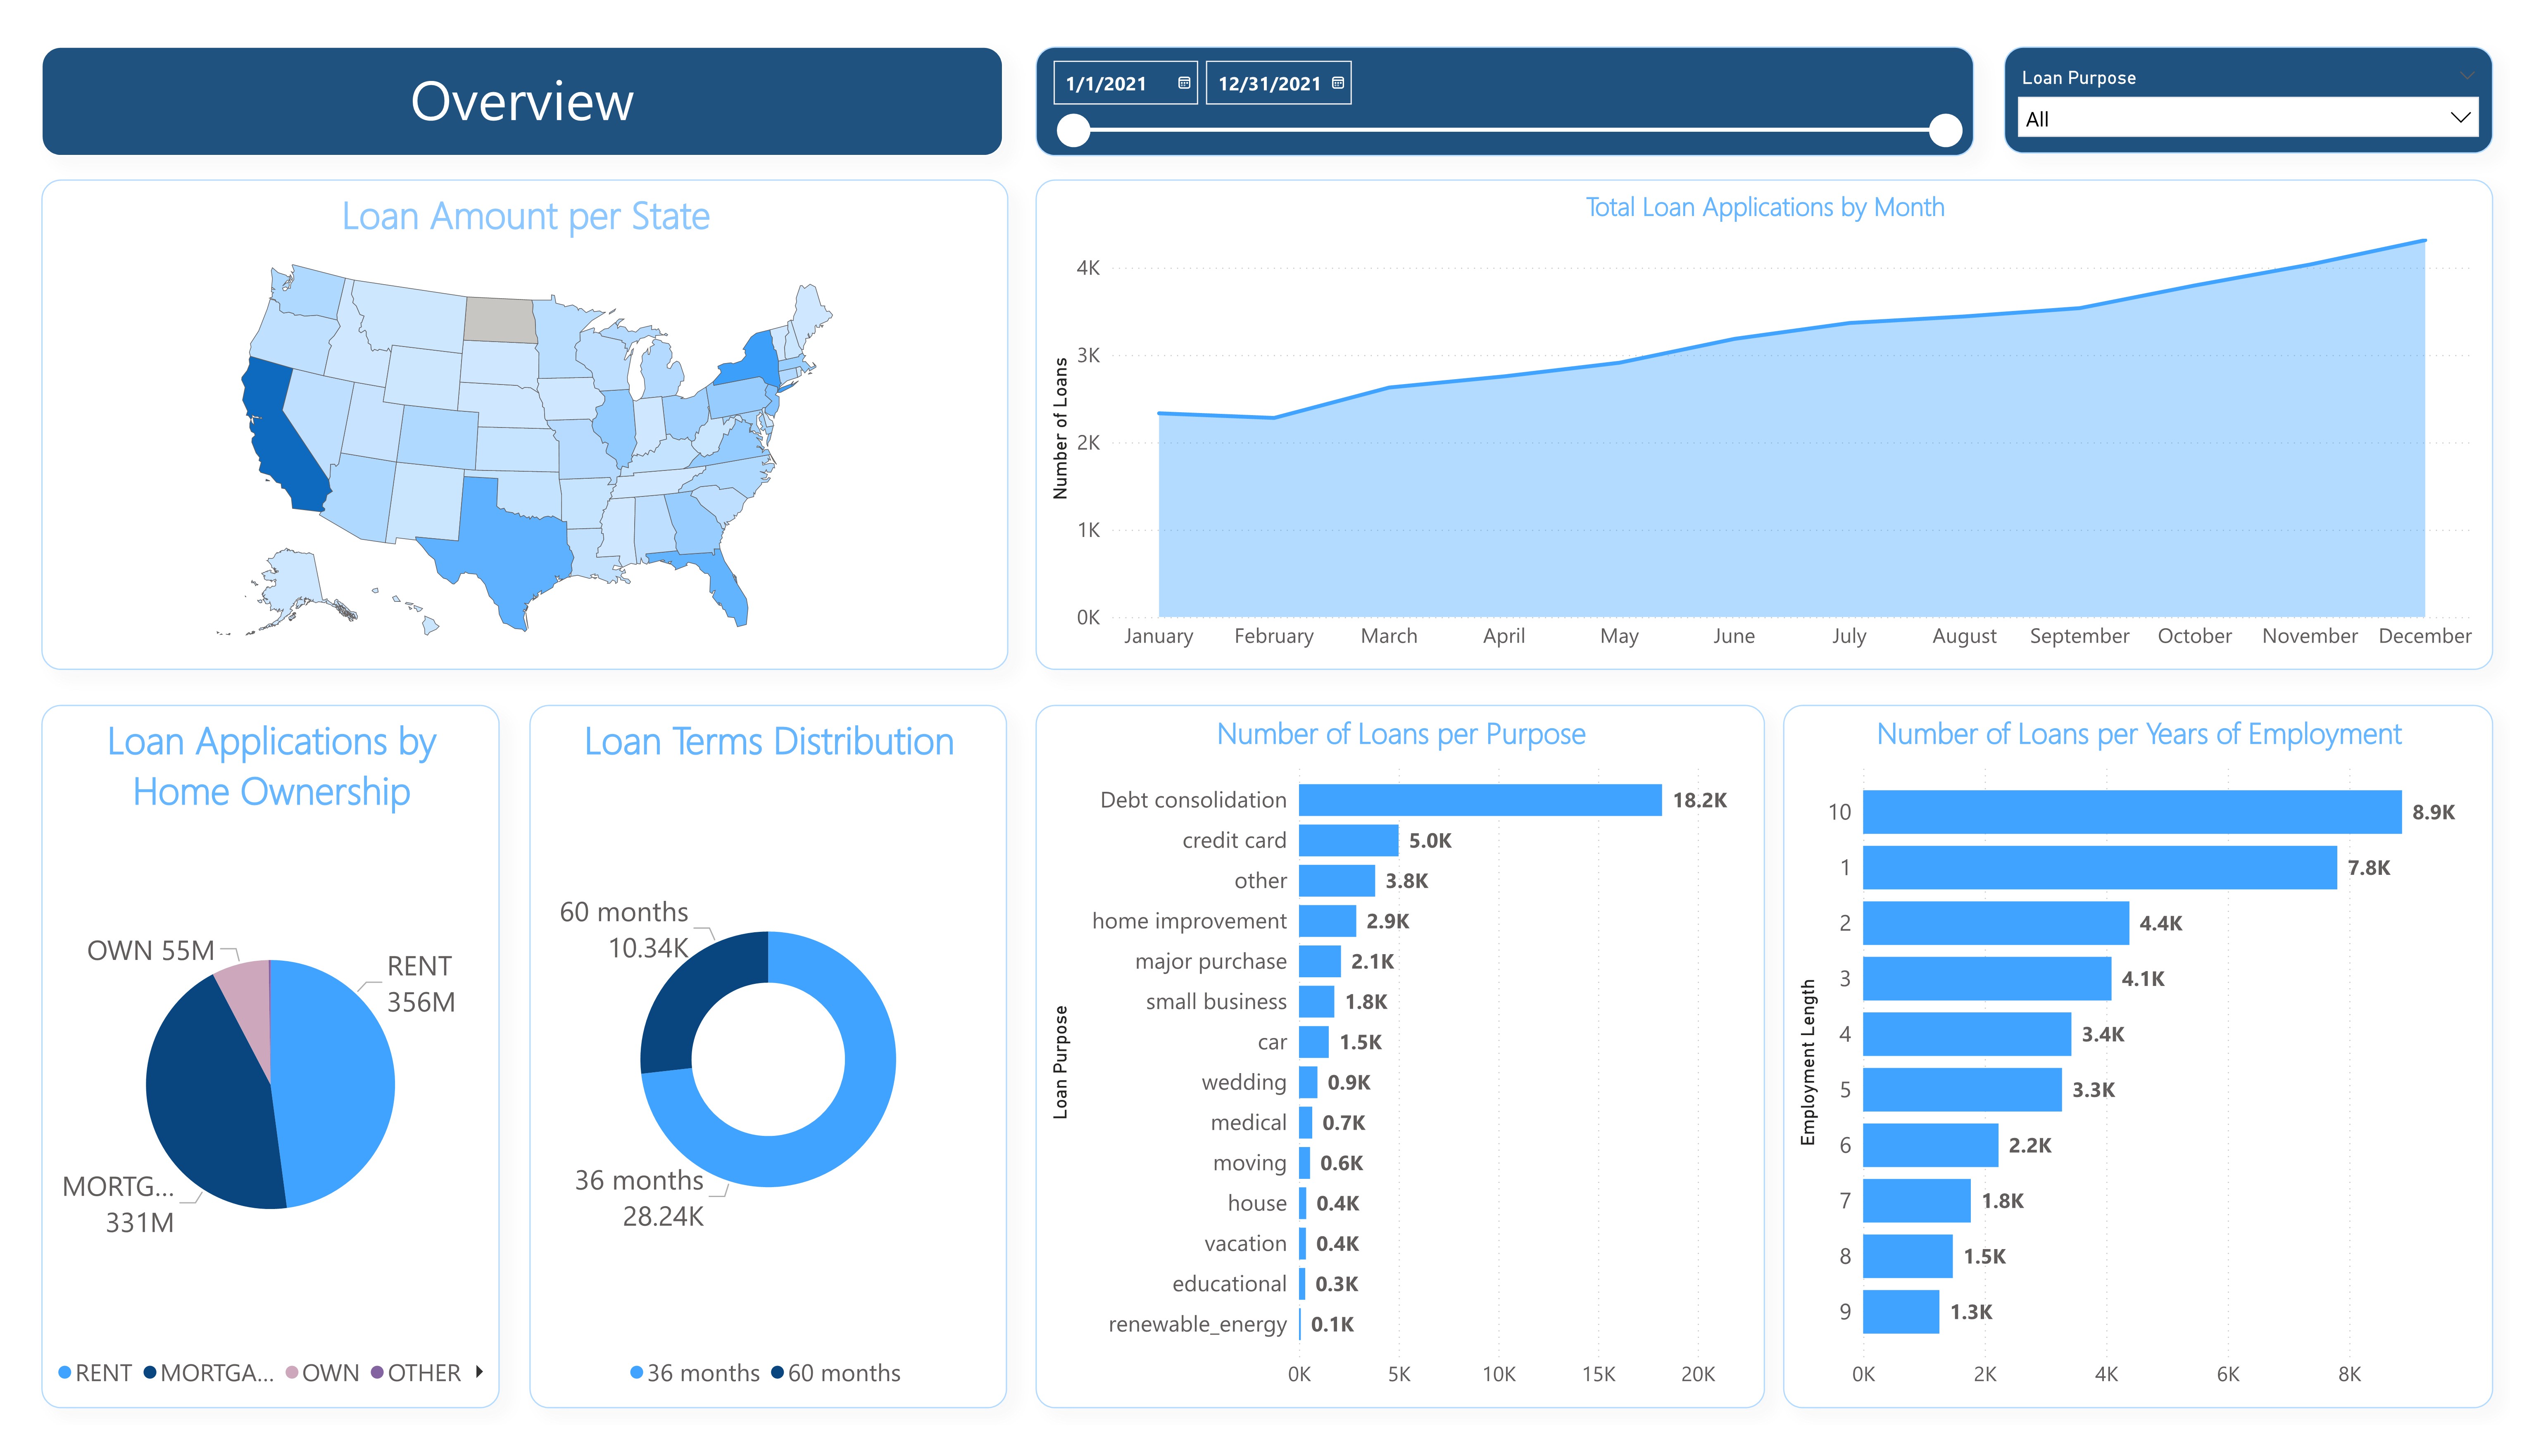 Overview
1/1/2021
12/31/2021
Loan Purpose
All
Loan Amount per State
Total Loan Applications by Month
Number of Loans
4K
3K
2K
1K
0K
January February March April May June July August September October November December
Loan Applications by
Home Ownership
OWN 55M
RENT
356M
MORTG...
331M
RENT MORTGA... OWN OTHER
Loan Terms Distribution
60 months
10.34K
36 months
28.24K
36 months 60 months
Number of Loans per Purpose
Loan Purpose
Debt consolidation 18.2K
credit card 5.0K
other 3.8K
home improvement 2.9K
major purchase 2.1K
small business 1.8K
car 1.5K
wedding 0.9K
medical 0.7K
moving 0.6K
house 0.4K
vacation 0.4K
educational 0.3K
renewable_energy 0.1K
0K 5K 10K 15K 20K
Number of Loans per Years of Employment
Employment Length
10 8.9K
1 7.8K
2 4.4K
3 4.1K
4 3.4K
5 3.3K
6 2.2K
7 1.8K
8 1.5K
9 1.3K
0K 2K 4K 6K 8K